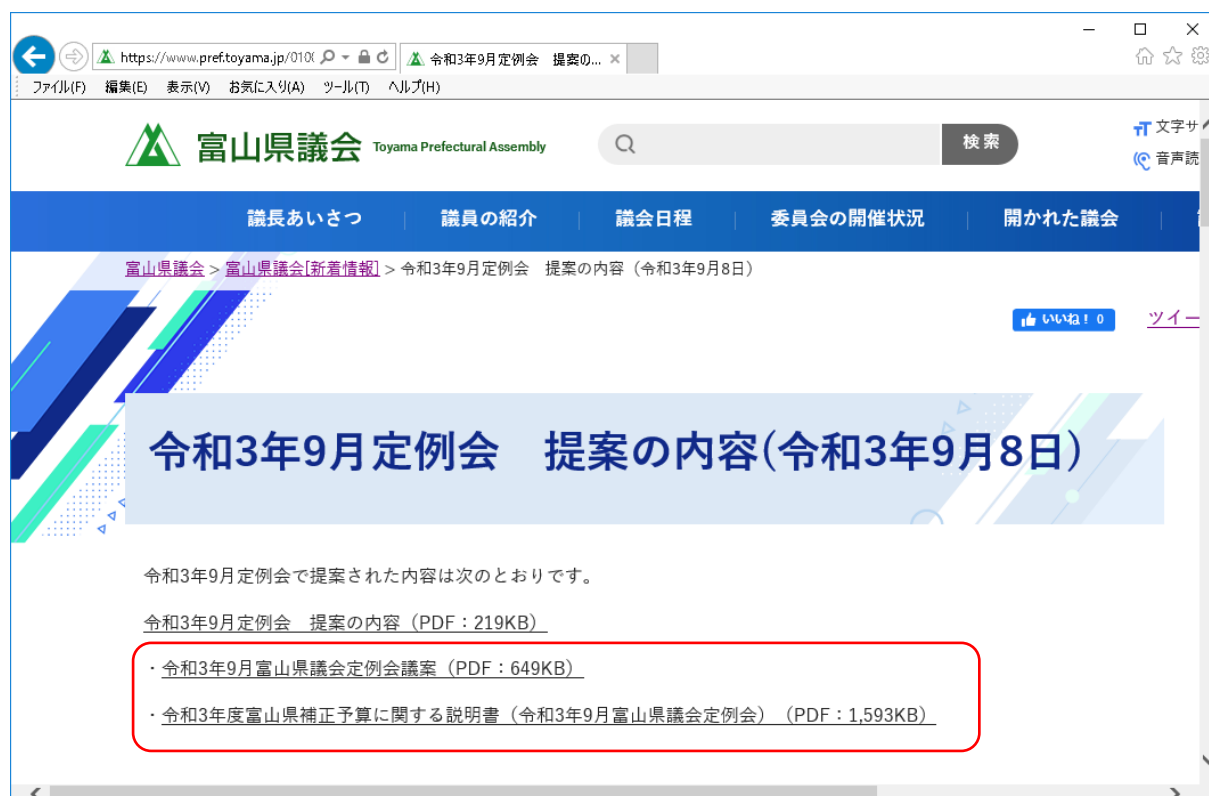 https://www.pref.toyama.jp/010
令和3年9月定例会　提案の...
ファイル(F)　編集(E)　表示(V)　お気に入り(A)　ツール(T)　ヘルプ(H)
富山県議会 Toyama Prefectural Assembly
検索
文字サ
音声読
議長あいさつ　議員の紹介　議会日程　委員会の開催状況　開かれた議会
富山県議会 > 富山県議会[新着情報] > 令和3年9月定例会　提案の内容（令和3年9月8日）
いいね！ 0
ツイー
令和3年9月定例会　提案の内容(令和3年9月8日)
令和3年9月定例会で提案された内容は次のとおりです。
令和3年9月定例会　提案の内容（PDF：219KB）
・令和3年9月富山県議会定例会議案（PDF：649KB）
・令和3年度富山県補正予算に関する説明書（令和3年9月富山県議会定例会）（PDF：1,593KB）